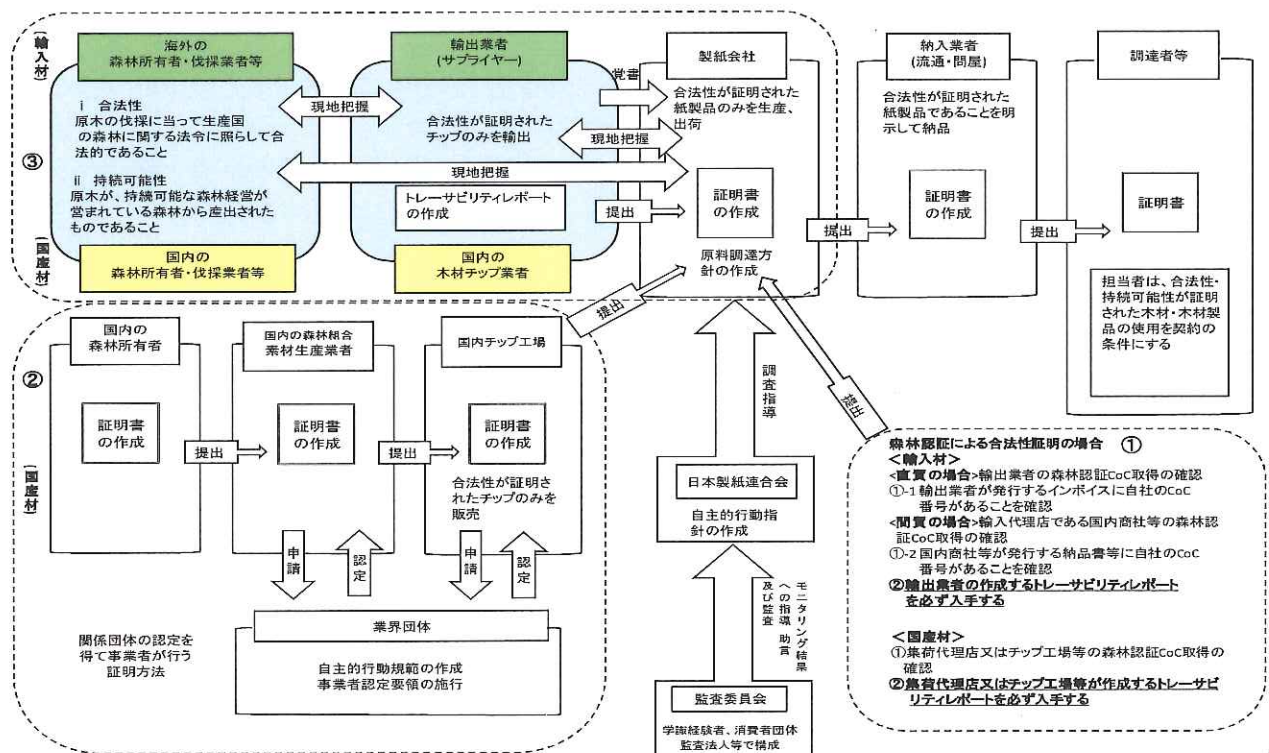 (輸入材)
③
(国産材)
海外の
森林所有者・伐採業者等
ⅰ 合法性
原木の伐採に当って生産国
の森林に関する法令に照らして合
法的であること
ⅱ 持続可能性
原木が、持続可能な森林経営が
営まれている森林から産出された
ものであること
国内の
森林所有者・伐採業者等
現地把握
輸出業者
(サプライヤー)
合法性が証明された
チップのみを輸出
現地把握
トレーサビリティレポート
の作成
国内の
木材チップ業者
覚書
現地把握
提出
製紙会社
合法性が証明された
紙製品のみを生産、
出荷
証明書
の作成
原料調達方
針の作成
提出
納入業者
(流通・問屋)
合法性が証明された
紙製品であることを明
示して納品
証明書
の作成
提出
調達者等
証明書
担当者は、合法性・
持続可能性が証明
された木材・木材製
品の使用を契約の
条件にする
②
(国産材)
国内の
森林所有者
証明書
の作成
提出
国内の森林組合
素材生産業者
証明書
の作成
提出
国内チップ工場
証明書
の作成
合法性が証明さ
れたチップのみを
販売
提出
申請
認定
申請
認定
関係団体の認定を
得て事業者が行う
証明方法
業界団体
自主的行動規範の作成
事業者認定要領の施行
調査指導
日本製紙連合会
自主的行動指
針の作成
モニタリング結果
への指導 助言
及び監査
監査委員会
学識経験者、消費者団体
監査法人等で構成
提出
森林認証による合法性証明の場合 ①
<輸入材>
<直買の場合>輸出業者の森林認証CoC取得の確認
①-1 輸出業者が発行するインボイスに自社のCoC
番号があることを確認
<間買の場合>輸入代理店である国内商社等の森林認
証CoC取得の確認
①-2 国内商社等が発行する納品書等に自社のCoC
番号があることを確認
②輸出業者の作成するトレーサビリティレポート
を必ず入手する
<国産材>
①集荷代理店又はチップ工場等の森林認証CoC取得の
確認
②集荷代理店又はチップ工場等が作成するトレーサビ
リティレポートを必ず入手する